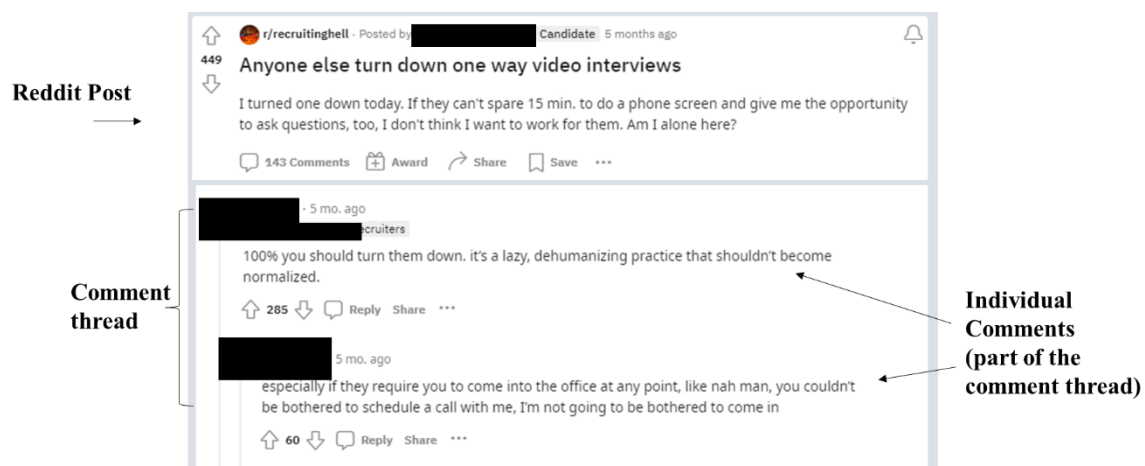 r/recruitinghell · Posted by Candidate 5 months ago
449
Anyone else turn down one way video interviews
Reddit Post
I turned one down today. If they can't spare 15 min. to do a phone screen and give me the opportunity
to ask questions, too, I don't think I want to work for them. Am I alone here?
143 Comments Award Share Save ···
· 5 mo. ago
ecruiters
100% you should turn them down. it's a lazy, dehumanizing practice that shouldn't become
normalized.
285 Reply Share ···
Comment
thread
Individual
Comments
(part of the
comment thread)
5 mo. ago
especially if they require you to come into the office at any point, like nah man, you couldn't
be bothered to schedule a call with me, I'm not going to be bothered to come in
60 Reply Share ···